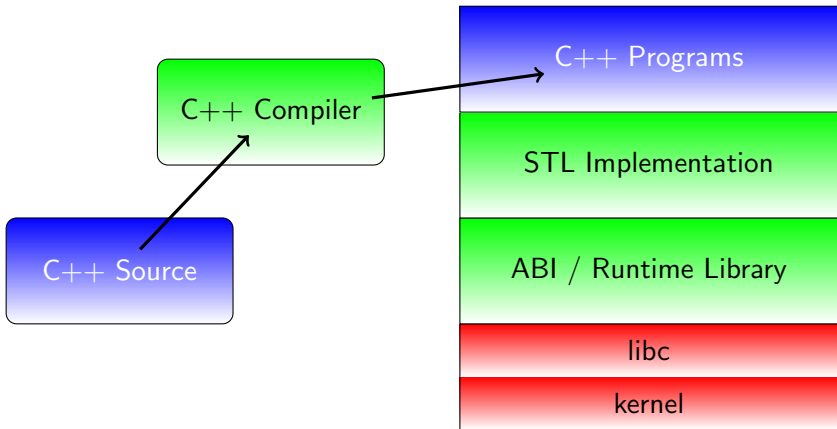 C++ Programs
C++ Compiler
STL Implementation
C++ Source
ABI / Runtime Library
libc
kernel